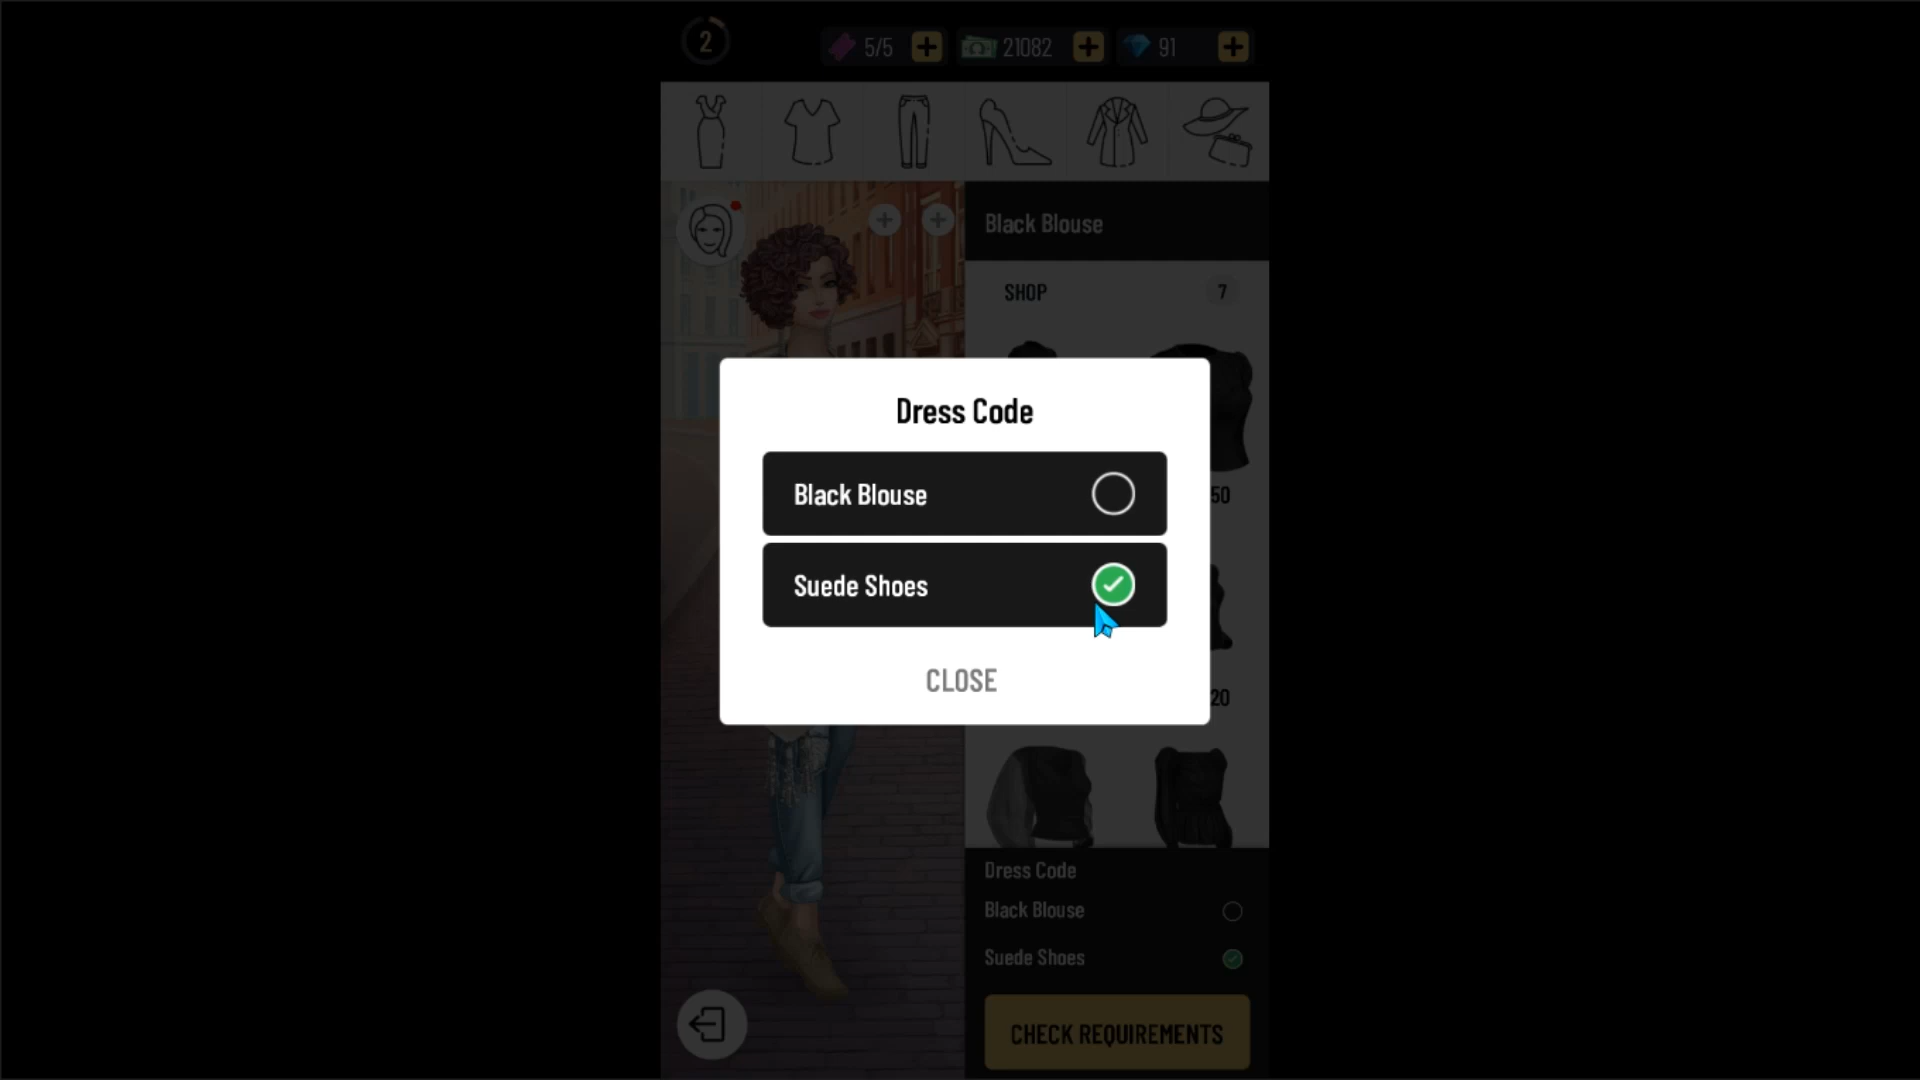 2
5/5
21082
91
Black Blouse
SHOP
7
Dress Code
Black Blouse
50
Suede Shoes
CLOSE
20
Dress Code
Black Blouse
Suede Shoes
CHECK REQUIREMENTS